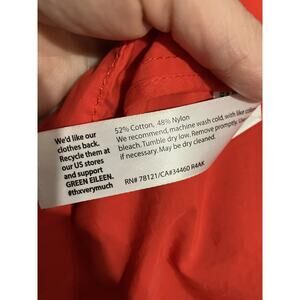 We'd like our
clothes back.
Recycle them at
our US stores
and support
GREEN EILEEN.
#thxverymuch
52% Cotton, 48% Nylon
We recommend, machine wash cold, with like colors
bleach. Tumble dry low. Remove promptly.
if necessary. May be dry cleaned.
RN# 78121/CA#34460 R4AK